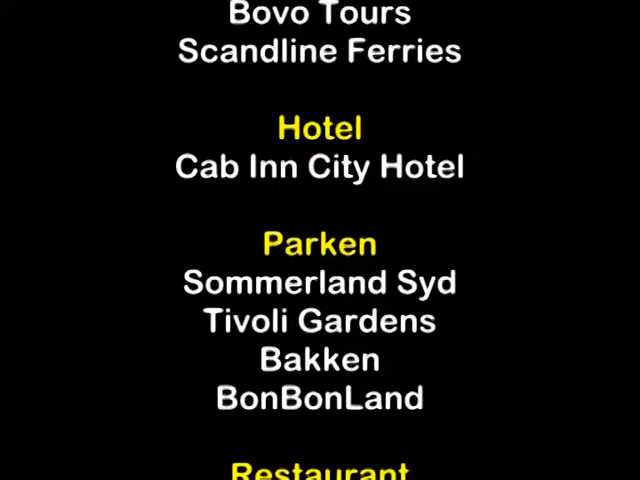 Bovo Tours
Scandline Ferries
Hotel
Cab Inn City Hotel
Parken
Sommerland Syd
Tivoli Gardens
Bakken
BonBonLand
Restaurant